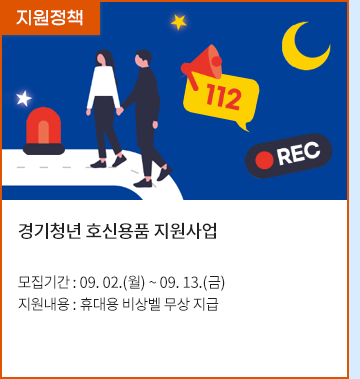 지원정책
112
REC
경기청년 호신용품 지원사업
모집기간 : 09. 02.(월) ~ 09. 13.(금)
지원내용 : 휴대용 비상벨 무상 지급